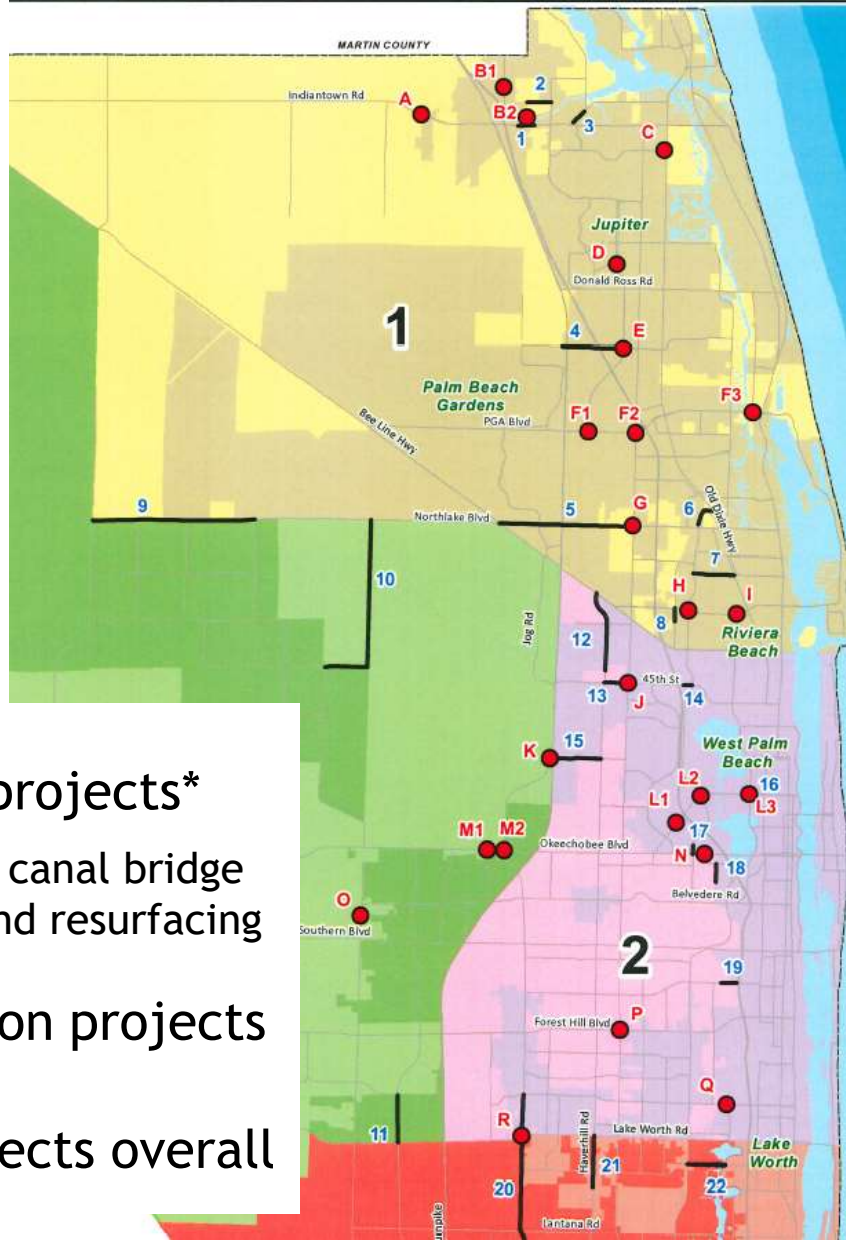 MARTIN COUNTY
B1
2
Indiantown Rd
A
B2
1
3
C
Jupiter
D
Donald Ross Rd
1
4
E
Palm Beach
Gardens
F3
PGA Blvd
F1
F2
Bee Line Hwy
9
Northlake Blvd
5
G
6
Old Dixie Hwy
10
7
H
I
8
Riviera
Beach
Jog Rd
12
45th St
13
J
14
K
15
West Palm
Beach
L2
16
L1
L3
M1
M2
Okeechobee Blvd
17
N
18
Belvedere Rd
O
Southern Blvd
2
19
Forest Hill Blvd
P
Q
R
Lake Worth Rd
11
Haverhill Rd
Lake
Worth
21
20
22
Lantana Rd
projects*
canal bridge
nd resurfacing
on projects
ects overall